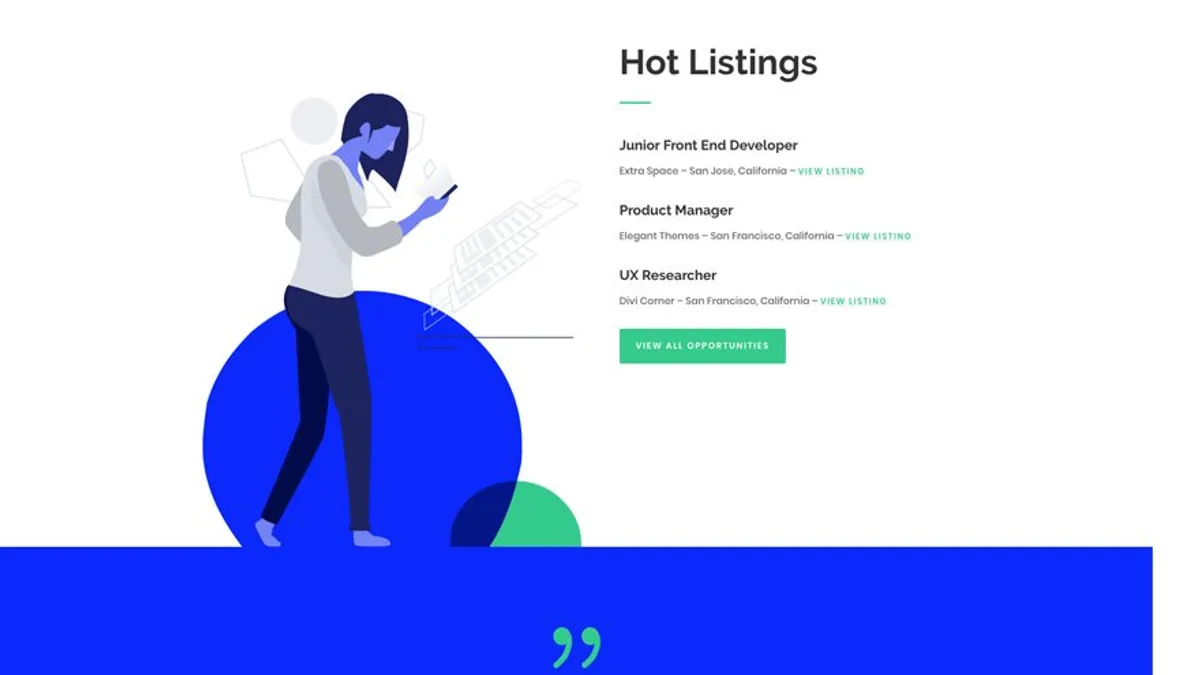 Hot Listings
Junior Front End Developer
Extra Space – San Jose, California – VIEW LISTING
Product Manager
Elegant Themes – San Francisco, California – VIEW LISTING
UX Researcher
Divi Corner – San Francisco, California – VIEW LISTING
VIEW ALL OPPORTUNITIES
”